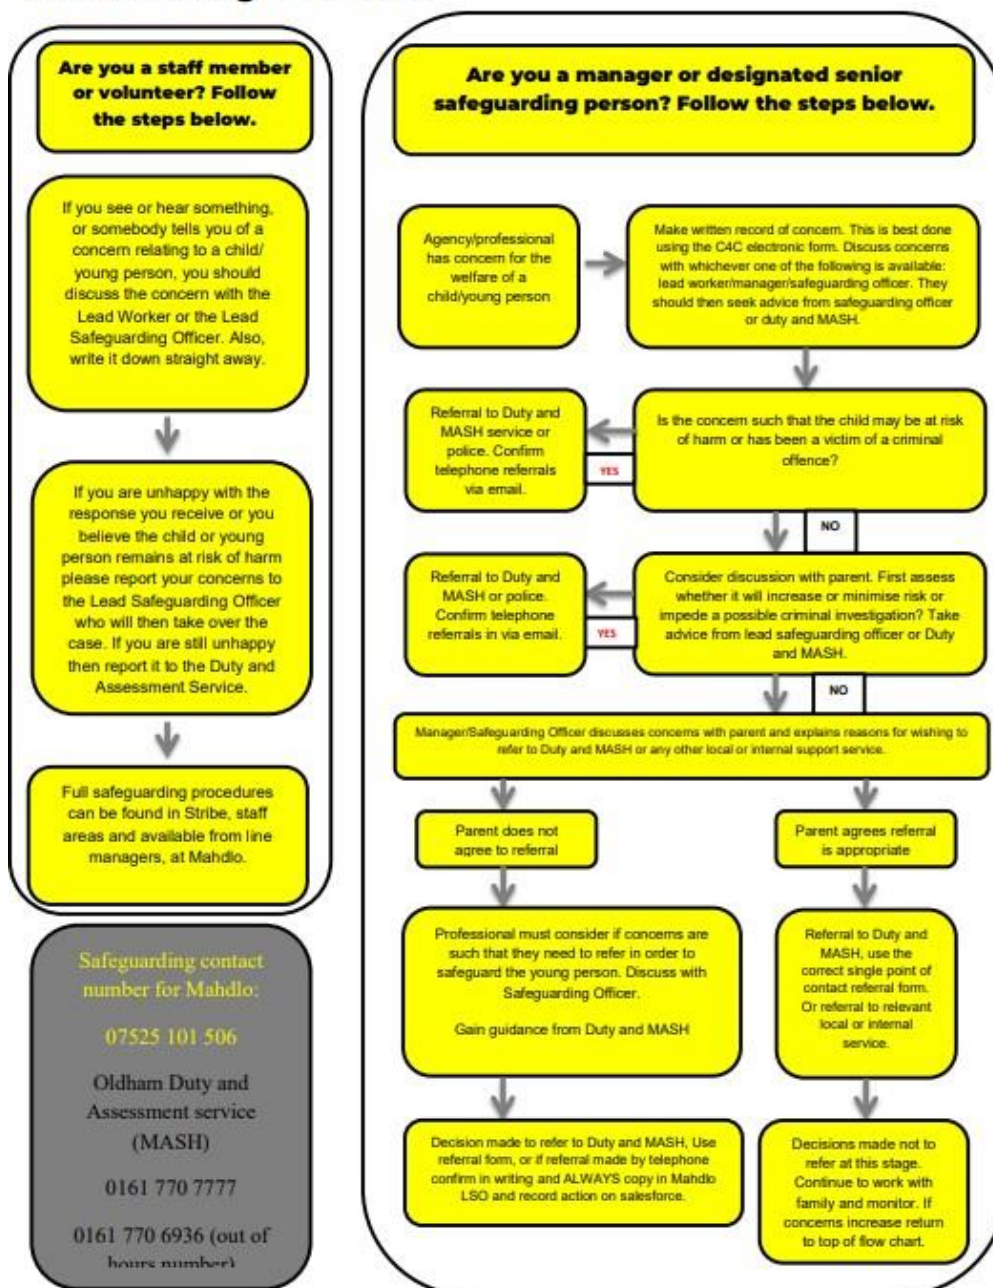 Are you a staff member
or volunteer? Follow
the steps below.
If you see or hear something,
or somebody tells you of a
concern relating to a child/
young person, you should
discuss the concern with the
Lead Worker or the Lead
Safeguarding Officer. Also,
write it down straight away.
If you are unhappy with the
response you receive or you
believe the child or young
person remains at risk of harm
please report your concerns to
the Lead Safeguarding Officer
who will then take over the
case. If you are still unhappy
then report it to the Duty and
Assessment Service.
Full safeguarding procedures
can be found in Stribe, staff
areas and available from line
managers, at Mahdlo.
Safeguarding contact
number for Mahdlo:
07525 101 506
Oldham Duty and
Assessment service
(MASH)
0161 770 7777
0161 770 6936 (out of
hours number)
Are you a manager or designated senior
safeguarding person? Follow the steps below.
Agency/professional
has concern for the
welfare of a
child/young person
Make written record of concern. This is best done
using the C4C electronic form. Discuss concerns
with whichever one of the following is available:
lead worker/manager/safeguarding officer. They
should then seek advice from safeguarding officer
or duty and MASH.
Referral to Duty and
MASH service or
police. Confirm
telephone referrals
via email.
YES
Is the concern such that the child may be at risk
of harm or has been a victim of a criminal
offence?
NO
Referral to Duty and
MASH or police.
Confirm telephone
referrals in via email.
YES
Consider discussion with parent. First assess
whether it will increase or minimise risk or
impede a possible criminal investigation? Take
advice from lead safeguarding officer or Duty
and MASH.
NO
Manager/Safeguarding Officer discusses concerns with parent and explains reasons for wishing to
refer to Duty and MASH or any other local or internal support service.
Parent does not
agree to referral
Parent agrees referral
is appropriate
Professional must consider if concerns are
such that they need to refer in order to
safeguard the young person. Discuss with
Safeguarding Officer.
Gain guidance from Duty and MASH
Referral to Duty and
MASH, use the
correct single point of
contact referral form.
Or referral to relevant
local or internal
service.
Decision made to refer to Duty and MASH, Use
referral form, or if referral made by telephone
confirm in writing and ALWAYS copy in Mahdlo
LSO and record action on salesforce.
Decisions made not to
refer at this stage.
Continue to work with
family and monitor. If
concerns increase return
to top of flow chart.